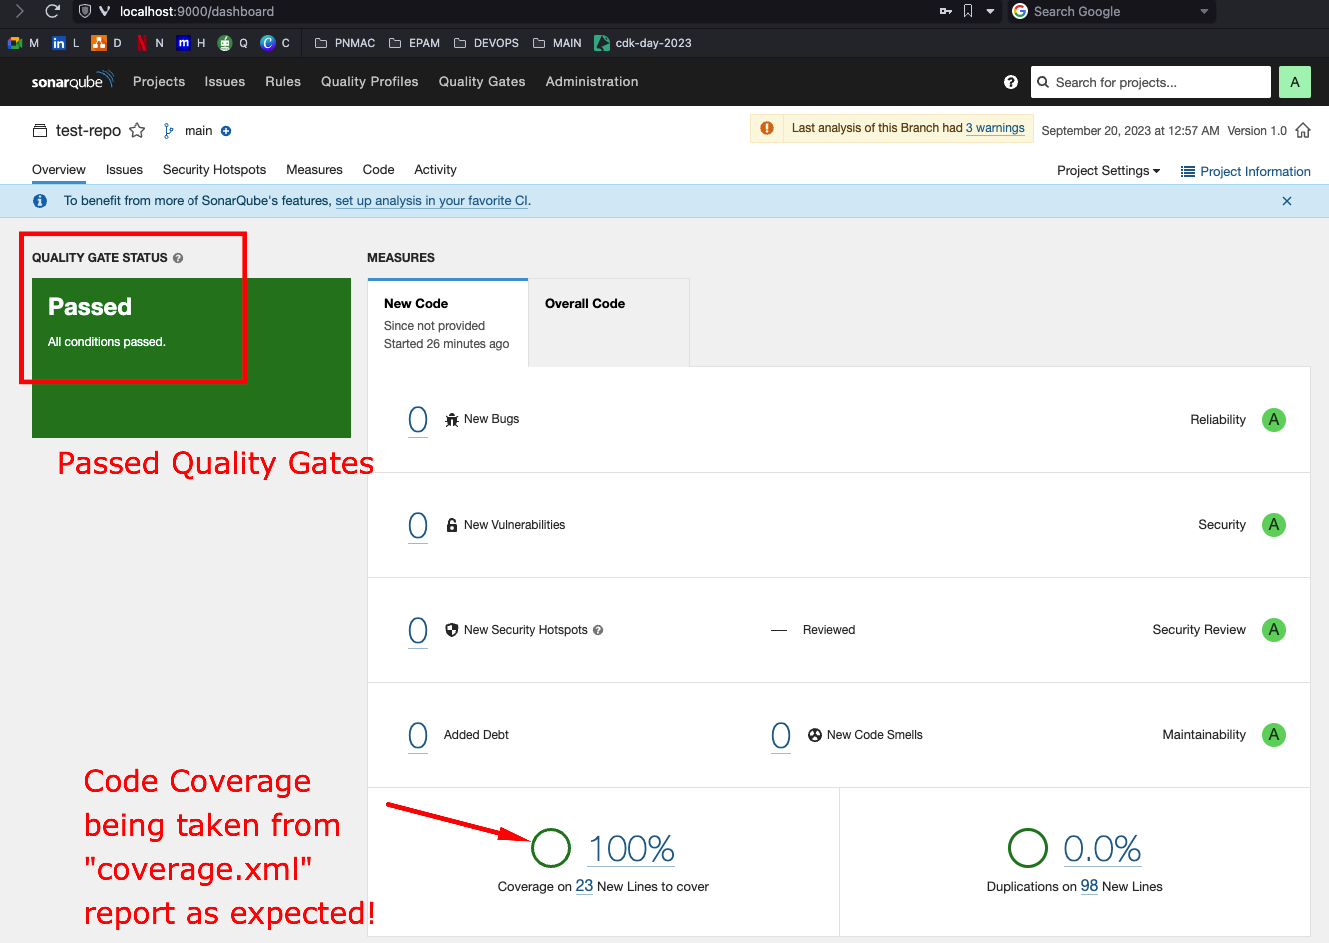 localhost:9000/dashboard
Search Google
M
L
D
N
H
Q
C
PNMAC
EPAM
DEVOPS
MAIN
cdk-day-2023
sonarqube
Projects
Issues
Rules
Quality Profiles
Quality Gates
Administration
Search for projects...
A
test-repo
main
Last analysis of this Branch had 3 warnings
September 20, 2023 at 12:57 AM
Version 1.0
Overview
Issues
Security Hotspots
Measures
Code
Activity
Project Settings
Project Information
To benefit from more of SonarQube's features, set up analysis in your favorite CI.
QUALITY GATE STATUS
Passed
All conditions passed.
Passed Quality Gates
MEASURES
New Code
Since not provided
Started 26 minutes ago
Overall Code
0
New Bugs
Reliability
A
0
New Vulnerabilities
Security
A
0
New Security Hotspots
— Reviewed
Security Review
A
0
Added Debt
0
New Code Smells
Maintainability
A
Code Coverage
being taken from
"coverage.xml"
report as expected!
100%
Coverage on 23 New Lines to cover
0.0%
Duplications on 98 New Lines